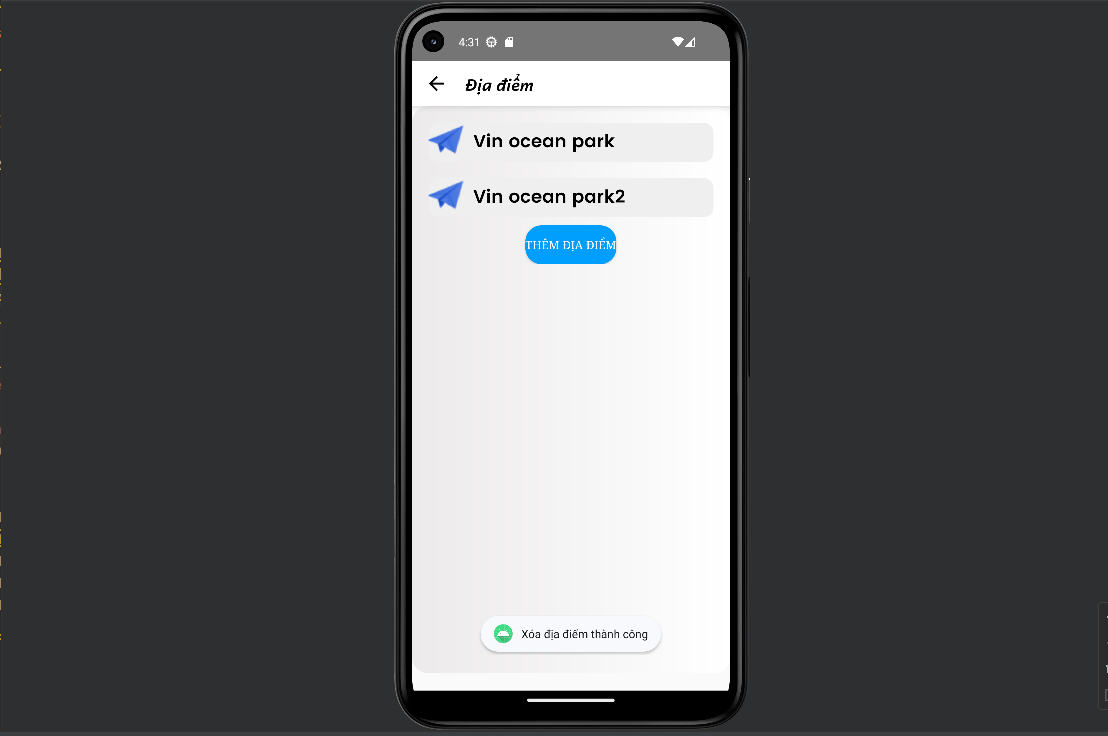 4:31
Địa điểm
Vin ocean park
Vin ocean park2
THÊM ĐỊA ĐIỂM
Xóa địa điểm thành công